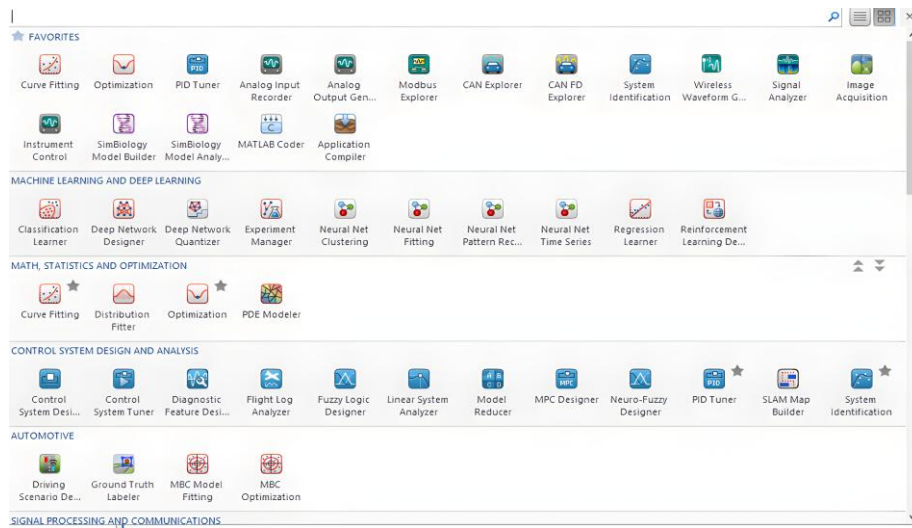 FAVORITES
Curve Fitting Optimization PID Tuner Analog Input Recorder Analog Output Gen... Modbus Explorer CAN Explorer CAN FD Explorer System Identification Wireless Waveform G... Signal Analyzer Image Acquisition
Instrument Control SimBiology Model Builder SimBiology Model Analy... MATLAB Coder Application Compiler
MACHINE LEARNING AND DEEP LEARNING
Classification Learner Deep Network Designer Deep Network Quantizer Experiment Manager Neural Net Clustering Neural Net Fitting Neural Net Pattern Rec... Neural Net Time Series Regression Learner Reinforcement Learning De...
MATH, STATISTICS AND OPTIMIZATION
Curve Fitting Distribution Fitter Optimization PDE Modeler
CONTROL SYSTEM DESIGN AND ANALYSIS
Control System Desi... Control System Tuner Diagnostic Feature Desi... Flight Log Analyzer Fuzzy Logic Designer Linear System Analyzer Model Reducer MPC Designer Neuro-Fuzzy Designer PID Tuner SLAM Map Builder System Identification
AUTOMOTIVE
Driving Scenario De... Ground Truth Labeler MBC Model Fitting MBC Optimization
SIGNAL PROCESSING AND COMMUNICATIONS